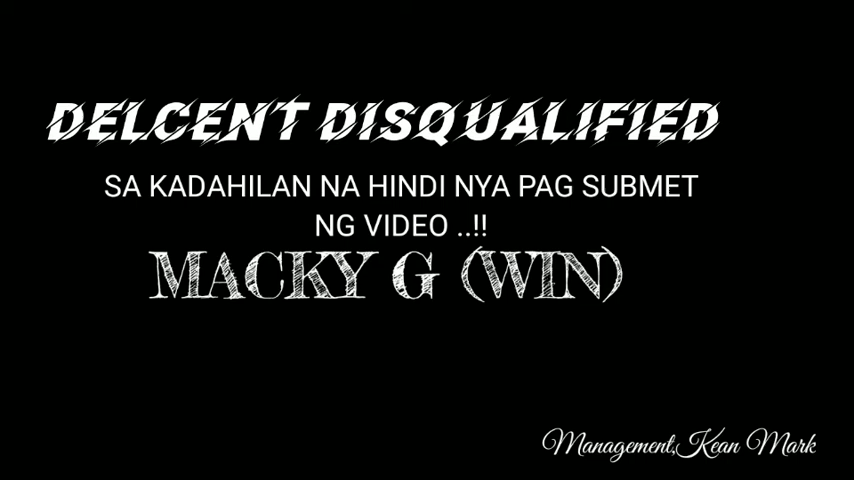 DELCENT DISQUALIFIED
SA KADAHILAN NA HINDI NYA PAG SUBMET
NG VIDEO ..!!
MACKY G (WIN)
Management,Kean Mark